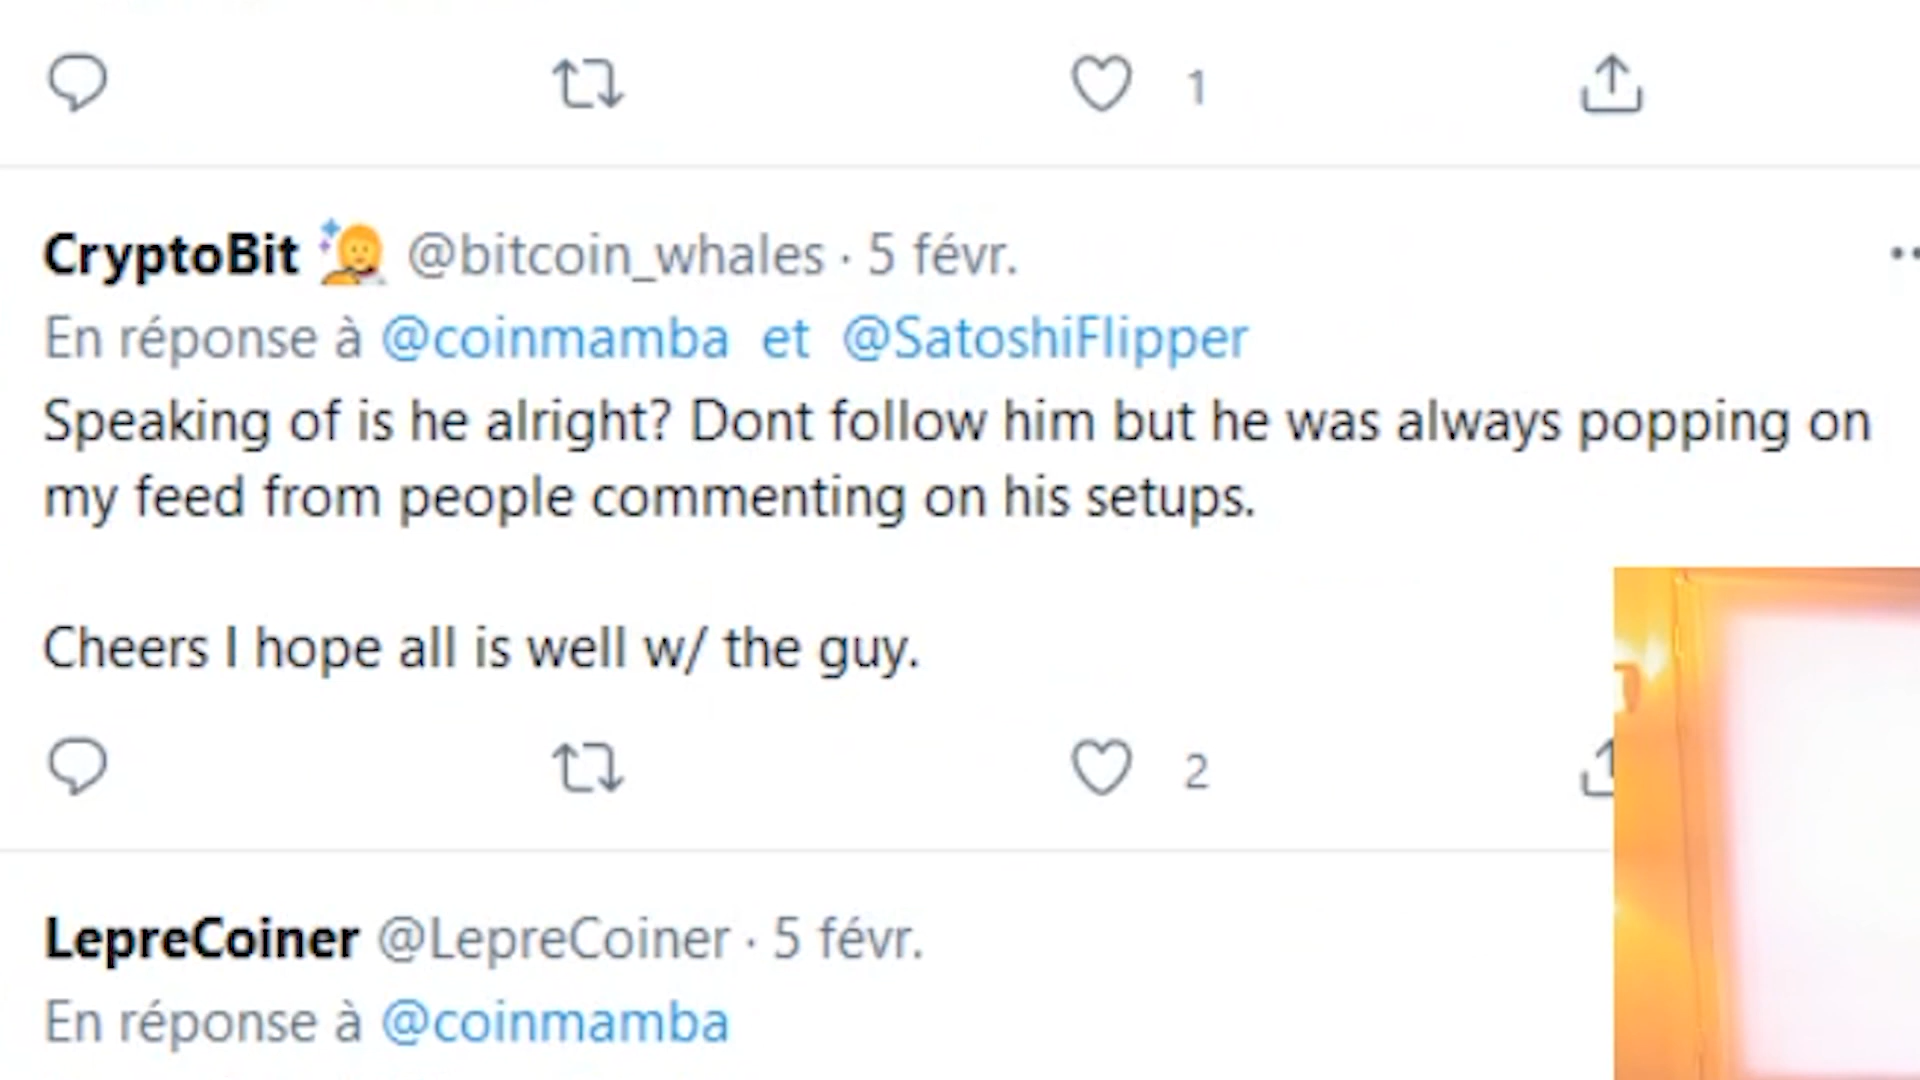 1
CryptoBit @bitcoin_whales · 5 févr.
En réponse à @coinmamba et @SatoshiFlipper
Speaking of is he alright? Dont follow him but he was always popping on
my feed from people commenting on his setups.
Cheers I hope all is well w/ the guy.
2
LepreCoiner @LepreCoiner · 5 févr.
En réponse à @coinmamba